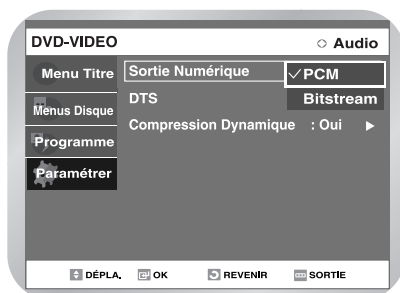 DVD-VIDEO Audio
Menu Titre Sortie Numérique ✓PCM
DTS Bitstream
Menus Disque
Compression Dynamique : Oui ►
Programme
Paramétrer
DÉPLA. OK REVENIR SORTIE